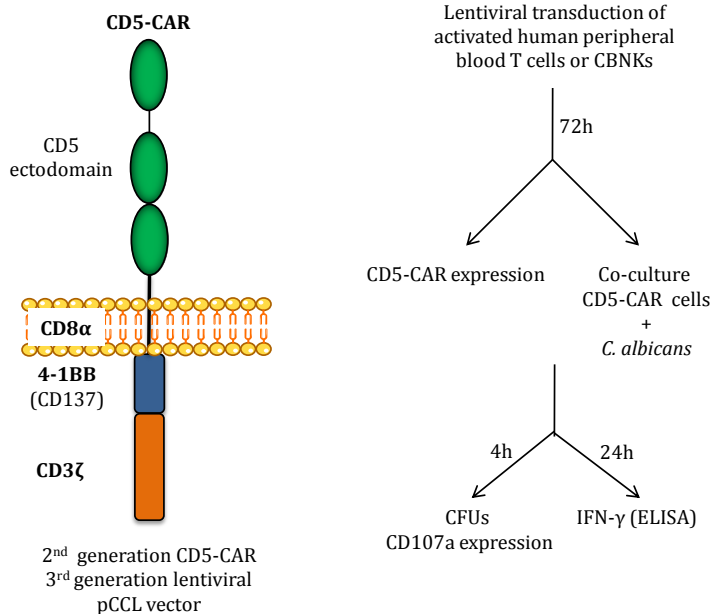 CD5-CAR
CD5
ectodomain
CD8α
4-1BB
(CD137)
CD3ζ
2nd generation CD5-CAR
3rd generation lentiviral
pCCL vector
Lentiviral transduction of
activated human peripheral
blood T cells or CBNKs
72h
CD5-CAR expression
Co-culture
CD5-CAR cells
+
C. albicans
4h
24h
CFUs
CD107a expression
IFN-γ (ELISA)